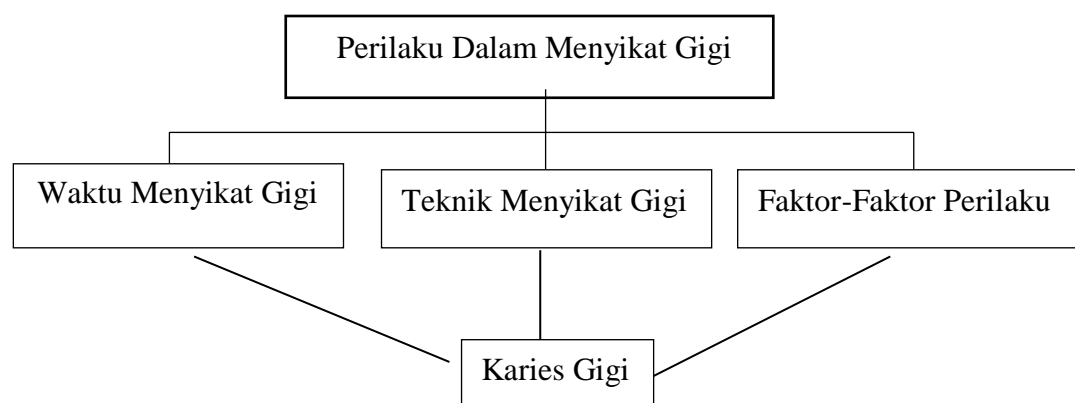 Perilaku Dalam Menyikat Gigi
Waktu Menyikat Gigi
Teknik Menyikat Gigi
Faktor-Faktor Perilaku
Karies Gigi